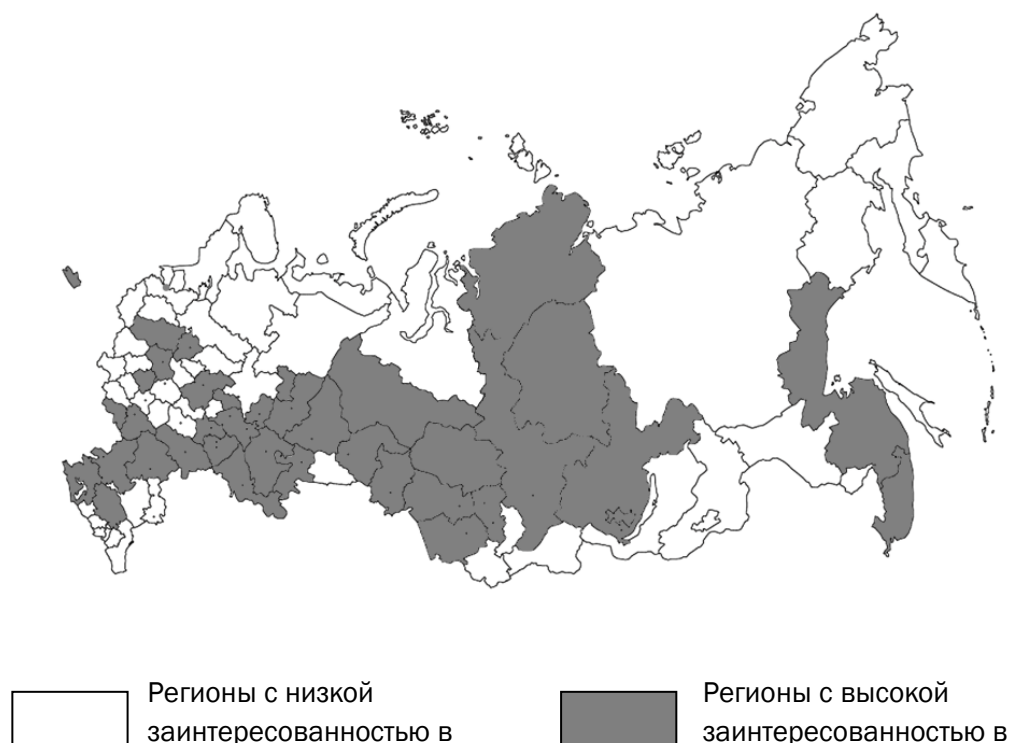 Регионы с низкой
заинтересованностью в
Регионы с высокой
заинтересованностью в